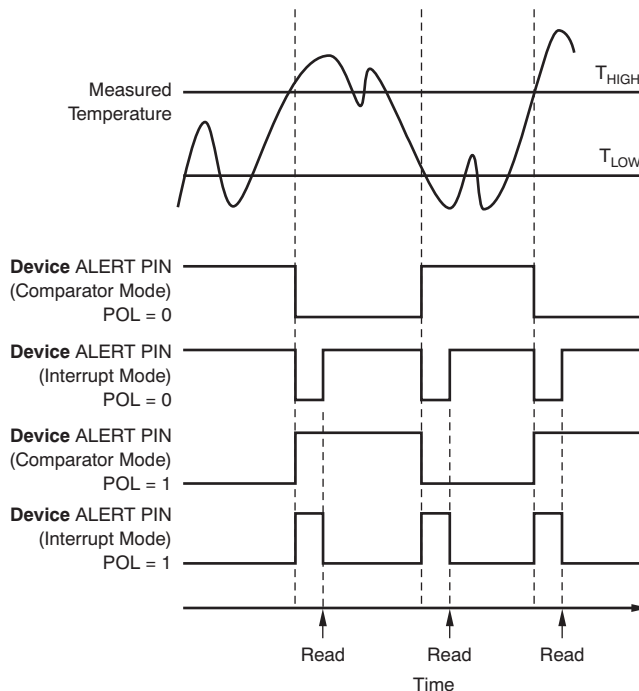 Measured
Temperature
THIGH
TLOW
Device ALERT PIN
(Comparator Mode)
POL = 0
Device ALERT PIN
(Interrupt Mode)
POL = 0
Device ALERT PIN
(Comparator Mode)
POL = 1
Device ALERT PIN
(Interrupt Mode)
POL = 1
Read Read Read
Time